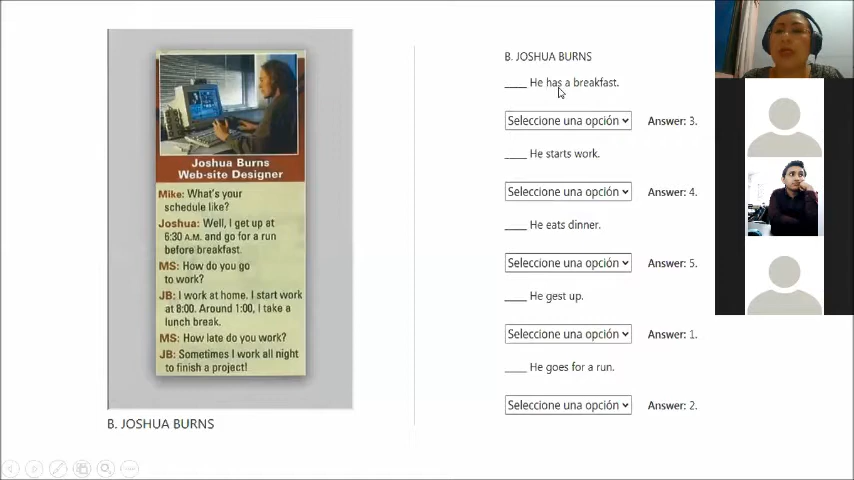 Joshua Burns
Web-site Designer
Mike: What's your
schedule like?
Joshua: Well, I get up at
6:30 A.M. and go for a run
before breakfast.
MS: How do you go
to work?
JB: I work at home. I start work
at 8:00. Around 1:00, I take a
lunch break.
MS: How late do you work?
JB: Sometimes I work all night
to finish a project!
B. JOSHUA BURNS
B. JOSHUA BURNS
____ He has a breakfast.
Seleccione una opción Answer: 3.
____ He starts work.
Seleccione una opción Answer: 4.
____ He eats dinner.
Seleccione una opción Answer: 5.
____ He gest up.
Seleccione una opción Answer: 1.
____ He goes for a run.
Seleccione una opción Answer: 2.